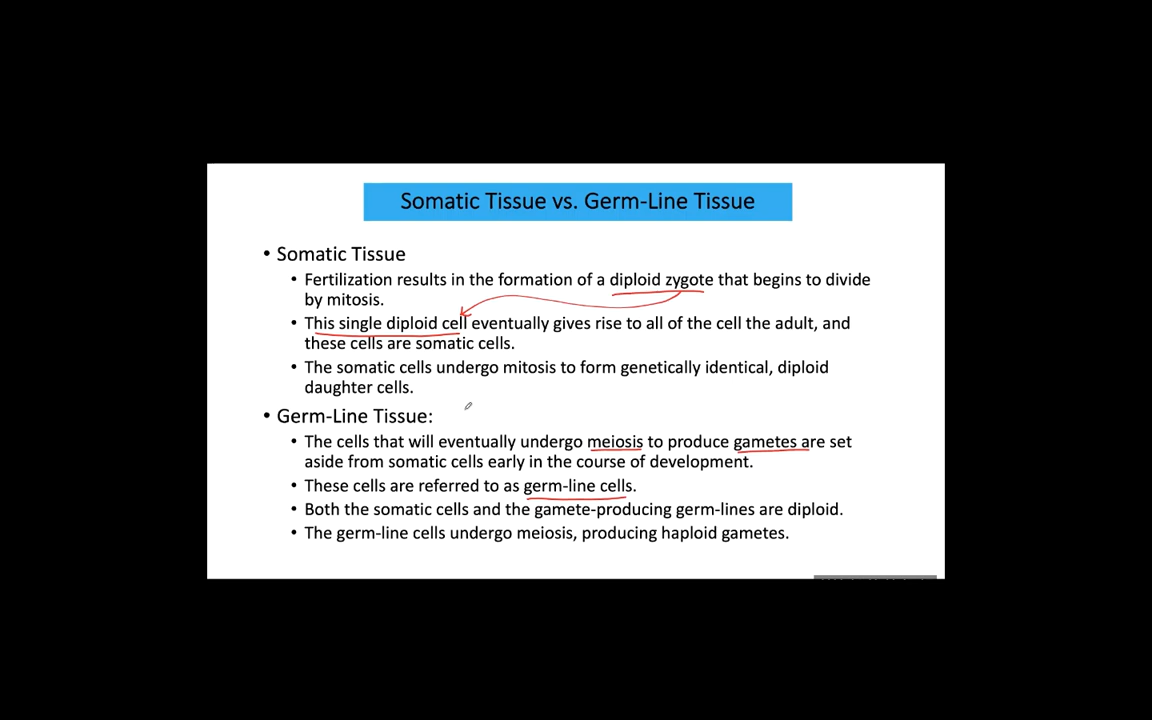 Somatic Tissue vs. Germ-Line Tissue
• Somatic Tissue
• Fertilization results in the formation of a diploid zygote that begins to divide
by mitosis.
• This single diploid cell eventually gives rise to all of the cell the adult, and
these cells are somatic cells.
• The somatic cells undergo mitosis to form genetically identical, diploid
daughter cells.
• Germ-Line Tissue:
• The cells that will eventually undergo meiosis to produce gametes are set
aside from somatic cells early in the course of development.
• These cells are referred to as germ-line cells.
• Both the somatic cells and the gamete-producing germ-lines are diploid.
• The germ-line cells undergo meiosis, producing haploid gametes.